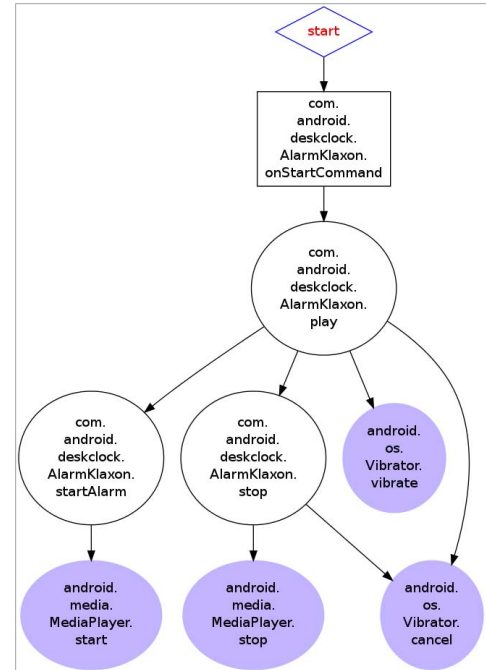 start
com.
android.
deskclock.
AlarmKlaxon.
onStartCommand
com.
android.
deskclock.
AlarmKlaxon.
play
com.
android.
deskclock.
AlarmKlaxon.
startAlarm
com.
android.
deskclock.
AlarmKlaxon.
stop
android.
os.
Vibrator.
vibrate
android.
media.
MediaPlayer.
start
android.
media.
MediaPlayer.
stop
android.
os.
Vibrator.
cancel